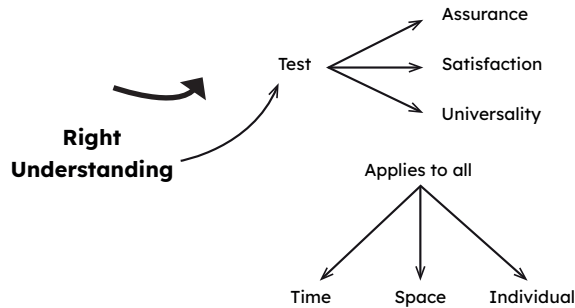 Assurance
Test
Satisfaction
Universality
Right
Understanding
Applies to all
Time
Space
Individual